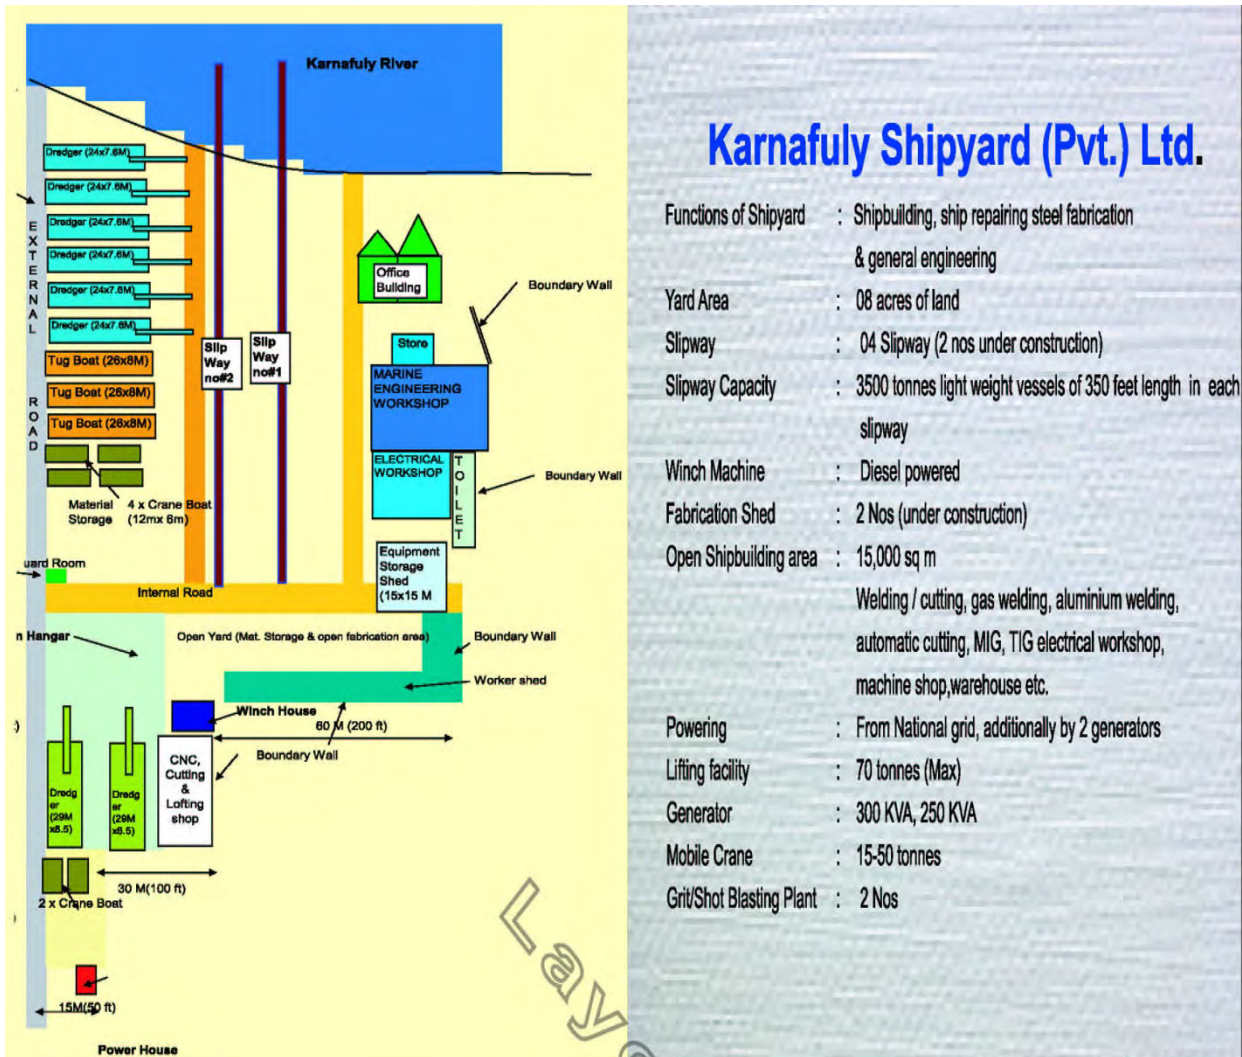 Karnafuly River
Dredger (24x7.6M)
Dredger (24x7.6M)
Dredger (24x7.6M)
Dredger (24x7.6M)
Dredger (24x7.6M)
Dredger (24x7.6M)
EXTERNAL
ROAD
Tug Boat (26x8M)
Tug Boat (26x8M)
Tug Boat (26x8M)
Material
Storage
4 x Crane Boat
(12mx 6m)
Slip
Way
no#2
Slip
Way
no#1
Office
Building
Boundary Wall
Store
MARINE
ENGINEERING
WORKSHOP
ELECTRICAL
WORKSHOP
TOILET
Boundary Wall
Equipment
Storage
Shed
(15x15 M
uard Room
Internal Road
n Hangar
Open Yard (Mat. Storage & open fabrication area)
Boundary Wall
Worker shed
Winch House
60 M (200 ft)
Boundary Wall
CNC,
Cutting
&
Lofting
shop
Dredg
er
(29M
x8.5)
Dredg
er
(29M
x8.5)
30 M(100 ft)
2 x Crane Boat
15M(50 ft)
Power House
Lay
Karnafuly Shipyard (Pvt.) Ltd.
Functions of Shipyard : Shipbuilding, ship repairing steel fabrication
& general engineering
Yard Area : 08 acres of land
Slipway : 04 Slipway (2 nos under construction)
Slipway Capacity : 3500 tonnes light weight vessels of 350 feet length in each
slipway
Winch Machine : Diesel powered
Fabrication Shed : 2 Nos (under construction)
Open Shipbuilding area : 15,000 sq m
Welding / cutting, gas welding, aluminium welding,
automatic cutting, MIG, TIG electrical workshop,
machine shop,warehouse etc.
Powering : From National grid, additionally by 2 generators
Lifting facility : 70 tonnes (Max)
Generator : 300 KVA, 250 KVA
Mobile Crane : 15-50 tonnes
Grit/Shot Blasting Plant : 2 Nos